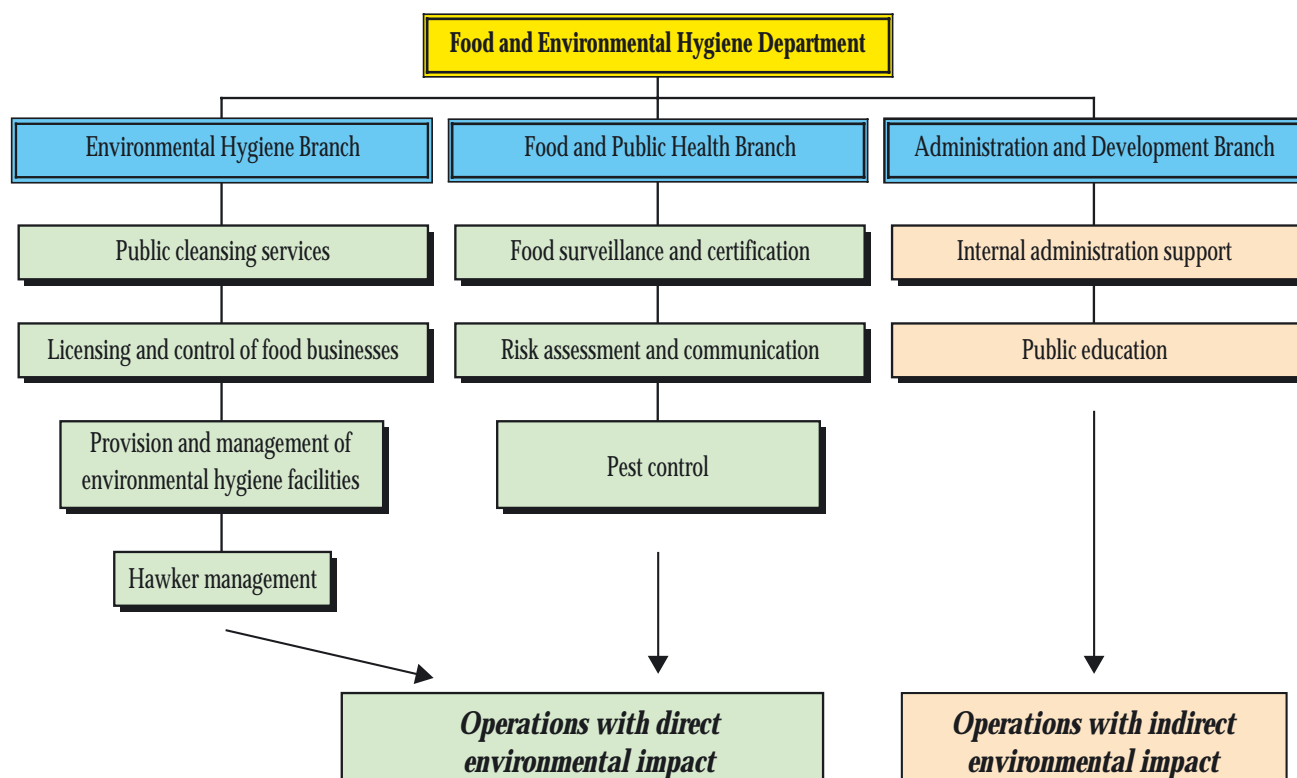 Food and Environmental Hygiene Department
Environmental Hygiene Branch
Food and Public Health Branch
Administration and Development Branch
Public cleansing services
Food surveillance and certification
Internal administration support
Licensing and control of food businesses
Risk assessment and communication
Public education
Provision and management of
environmental hygiene facilities
Pest control
Hawker management
Operations with direct
environmental impact
Operations with indirect
environmental impact